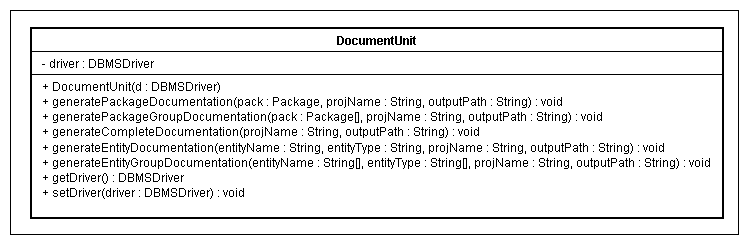 DocumentUnit
- driver : DBMSDriver
+ DocumentUnit(d : DBMSDriver)
+ generatePackageDocumentation(pack : Package, projName : String, outputPath : String) : void
+ generatePackageGroupDocumentation(pack : Package[], projName : String, outputPath : String) : void
+ generateCompleteDocumentation(projName : String, outputPath : String) : void
+ generateEntityDocumentation(entityName : String, entityType : String, projName : String, outputPath : String) : void
+ generateEntityGroupDocumentation(entityName : String[], entityType : String[], projName : String, outputPath : String) : void
+ getDriver() : DBMSDriver
+ setDriver(driver : DBMSDriver) : void